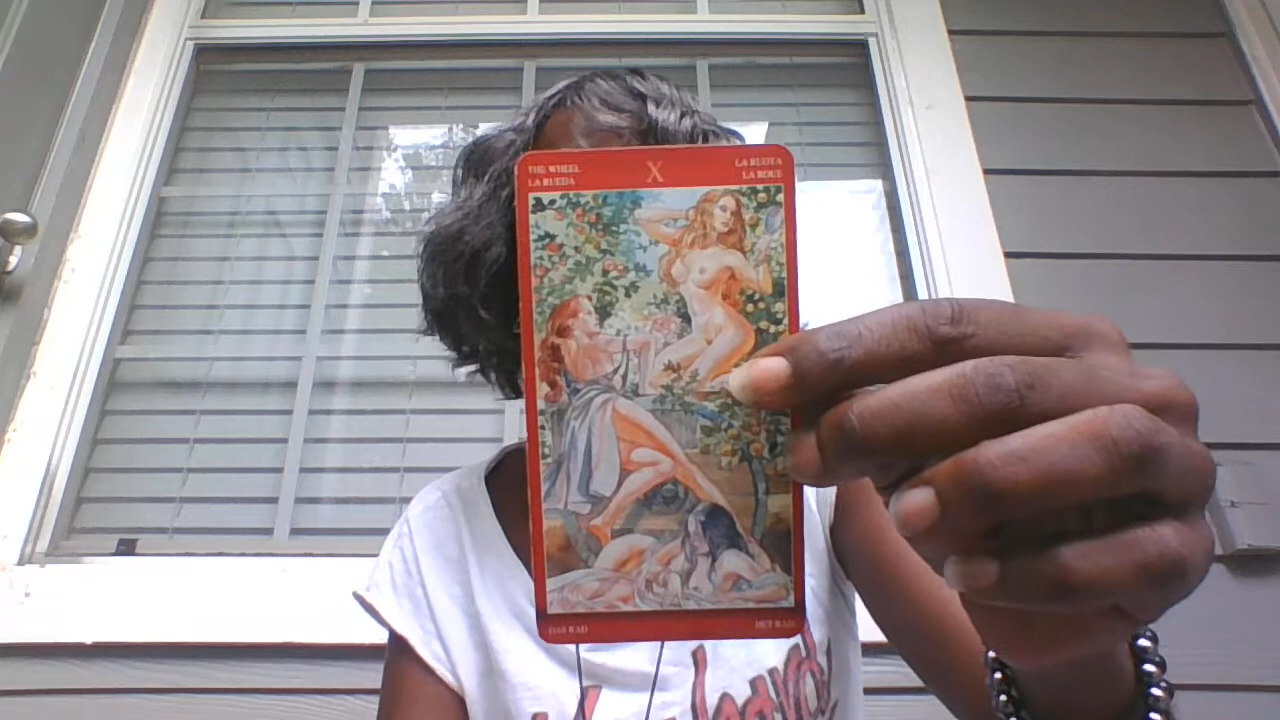 THE WHEEL
LA RUEDA
X
LA RUOTA
LA ROUE
DAS RAD
HET RAD